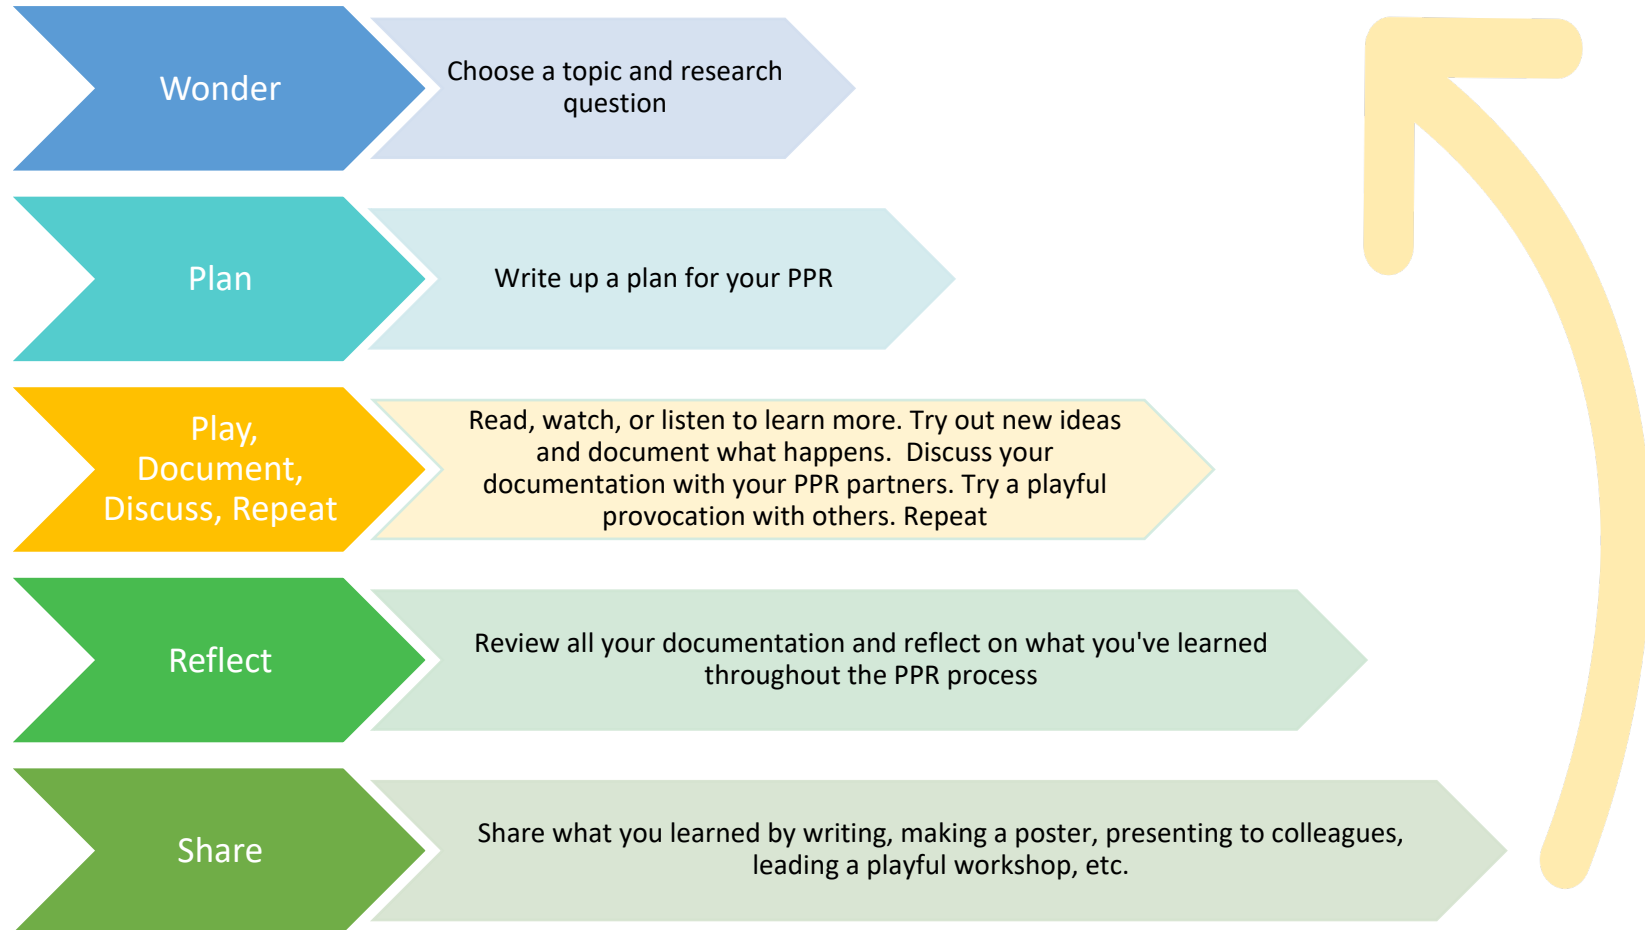 Wonder
Choose a topic and research
question
Plan
Write up a plan for your PPR
Play,
Document,
Discuss, Repeat
Read, watch, or listen to learn more. Try out new ideas
and document what happens.  Discuss your
documentation with your PPR partners. Try a playful
provocation with others. Repeat
Reflect
Review all your documentation and reflect on what you've learned
throughout the PPR process
Share
Share what you learned by writing, making a poster, presenting to colleagues,
leading a playful workshop, etc.